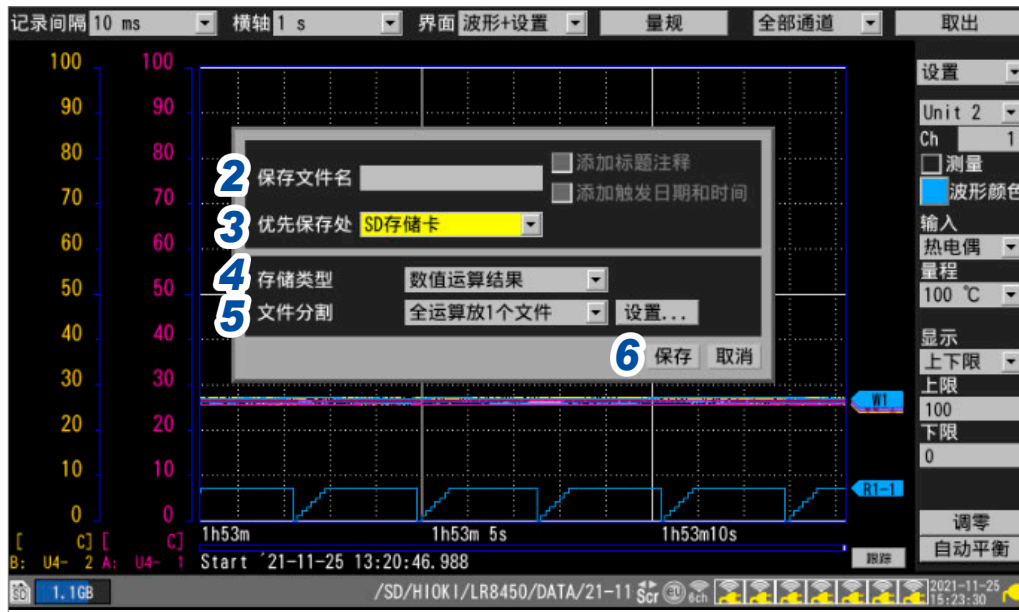 记录间隔 10 ms 横轴 1 s 界面 波形+设置 量规 全部通道 取出
100 100
90 90
80 80
70 70
60 60
50 50
40 40
30 30
20 20
10 10
0 0
[ C] [ C]
B: U4- 2 A: U4- 1
2 保存文件名
添加标题注释
添加触发日期和时间
3 优先保存处 SD存储卡
4 存储类型 数值运算结果
5 文件分割 全运算放1个文件 设置...
6 保存 取消
W1
R1-1
1h53m 1h53m 5s 1h53m10s
Start '21-11-25 13:20:46.988
跟踪
设置
Unit 2
Ch 1
测量
波形颜色
输入
热电偶
量程
100 ℃
显示
上下限
上限
100
下限
0
调零
自动平衡
SD 1.1GB /SD/HIOKI/LR8450/DATA/21-11 Scr 6ch 2021-11-25
15:23:30